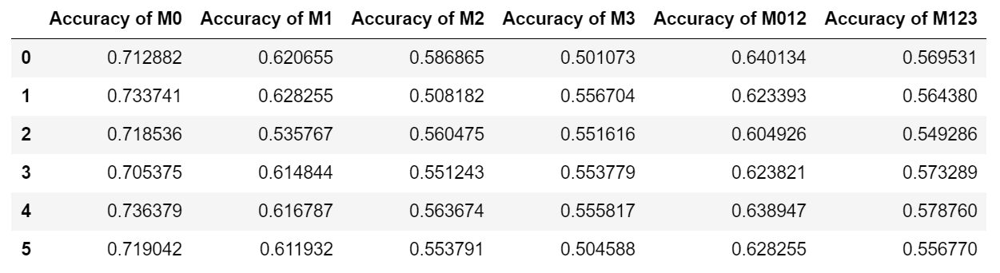 Accuracy of M0 Accuracy of M1 Accuracy of M2 Accuracy of M3 Accuracy of M012 Accuracy of M123
0 0.712882 0.620655 0.586865 0.501073 0.640134 0.569531
1 0.733741 0.628255 0.508182 0.556704 0.623393 0.564380
2 0.718536 0.535767 0.560475 0.551616 0.604926 0.549286
3 0.705375 0.614844 0.551243 0.553779 0.623821 0.573289
4 0.736379 0.616787 0.563674 0.555817 0.638947 0.578760
5 0.719042 0.611932 0.553791 0.504588 0.628255 0.556770